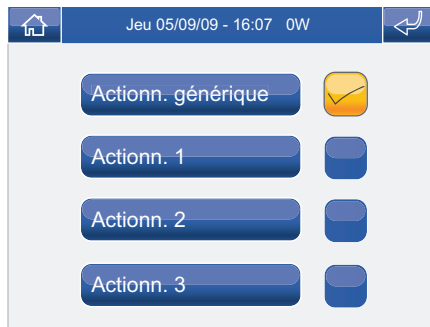 Jeu 05/09/09 - 16:07 0W
Actionn. générique
Actionn. 1
Actionn. 2
Actionn. 3